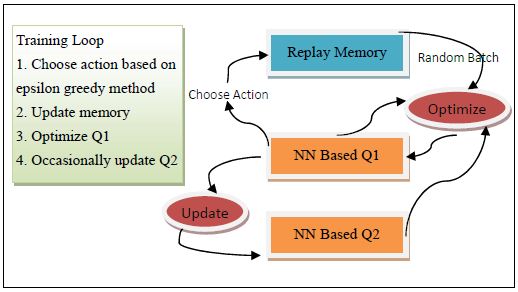 Training Loop
1. Choose action based on
epsilon greedy method
2. Update memory
3. Optimize Q1
4. Occasionally update Q2
Replay Memory
Random Batch
Choose Action
Optimize
NN Based Q1
Update
NN Based Q2